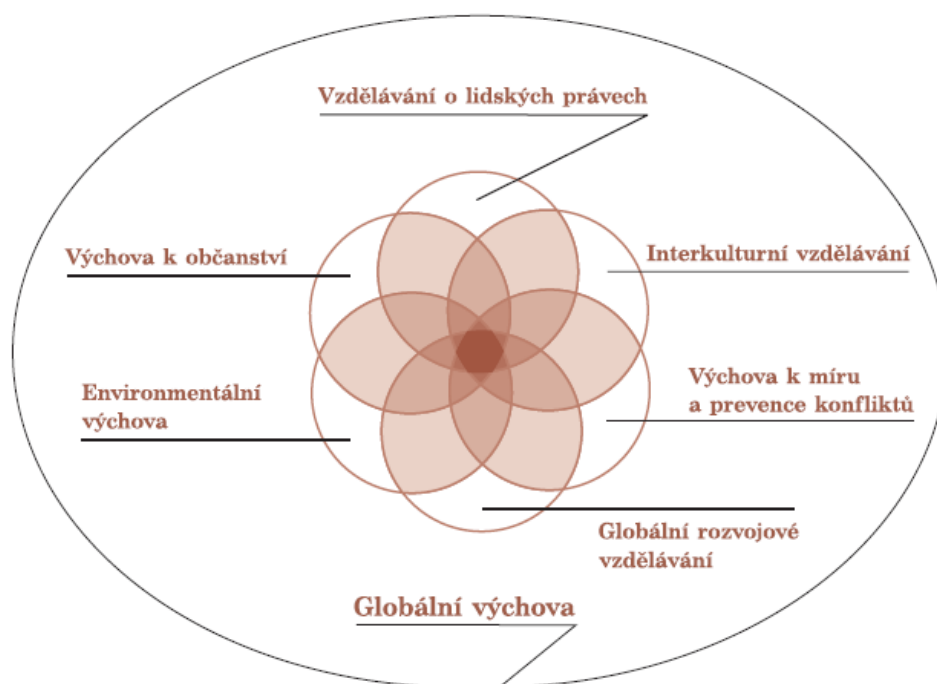 Vzdělávání o lidských právech
Výchova k občanství
Interkulturní vzdělávání
Environmentální
výchova
Výchova k míru
a prevence konfliktů
Globální rozvojové
vzdělávání
Globální výchova